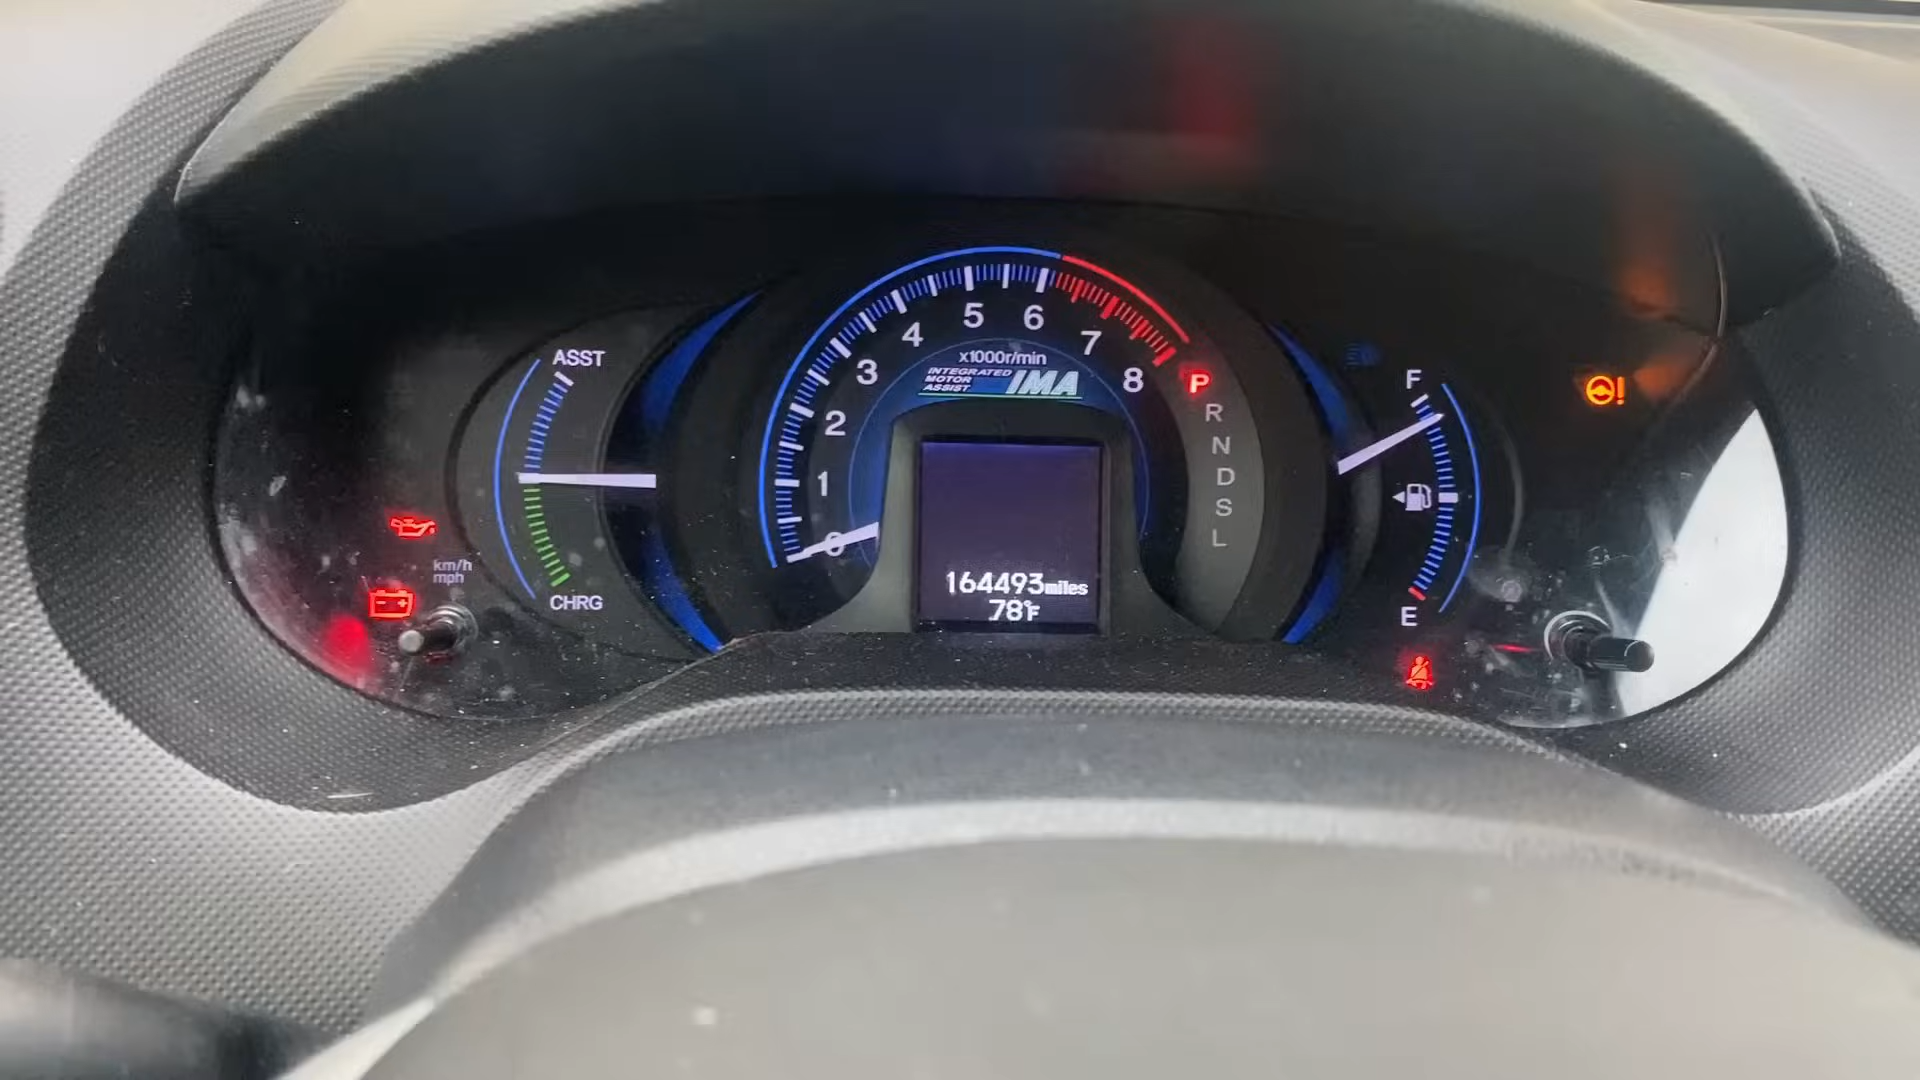 ASST
CHRG
km/h
mph
0
1
2
3
4
5
6
7
8
x1000r/min
INTEGRATED
MOTOR
ASSIST
IMA
164493miles
78°F
P
R
N
D
S
L
F
E
!